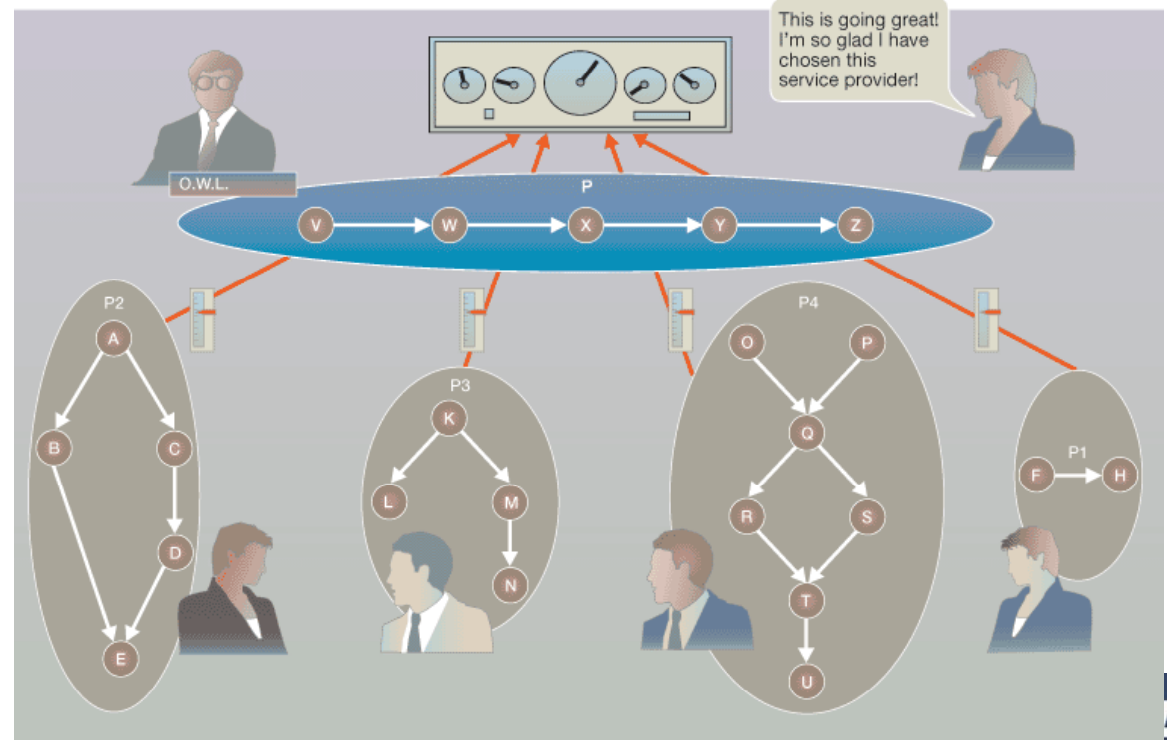 This is going great!
I'm so glad I have
chosen this
service provider!
O.W.L.
P
V W X Y Z
P2
A
B C
D
E
P3
K
L M
N
P4
O P
Q
R S
T
U
P1
F H